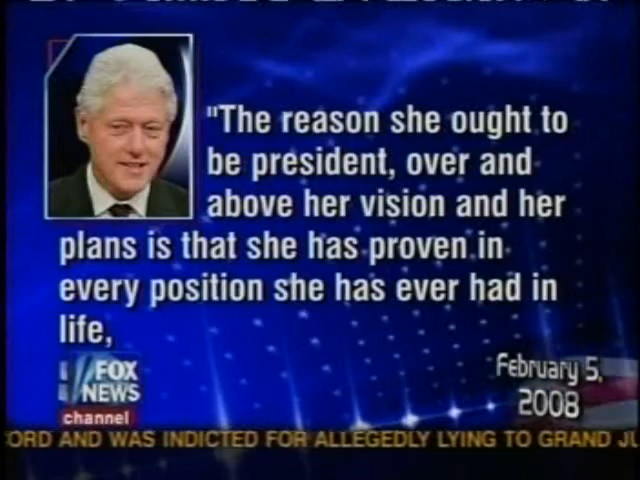 "The reason she ought to
be president, over and
above her vision and her
plans is that she has proven in
every position she has ever had in
life,
FOX
NEWS
channel
February 5,
2008
ORD AND WAS INDICTED FOR ALLEGEDLY LYING TO GRAND JU